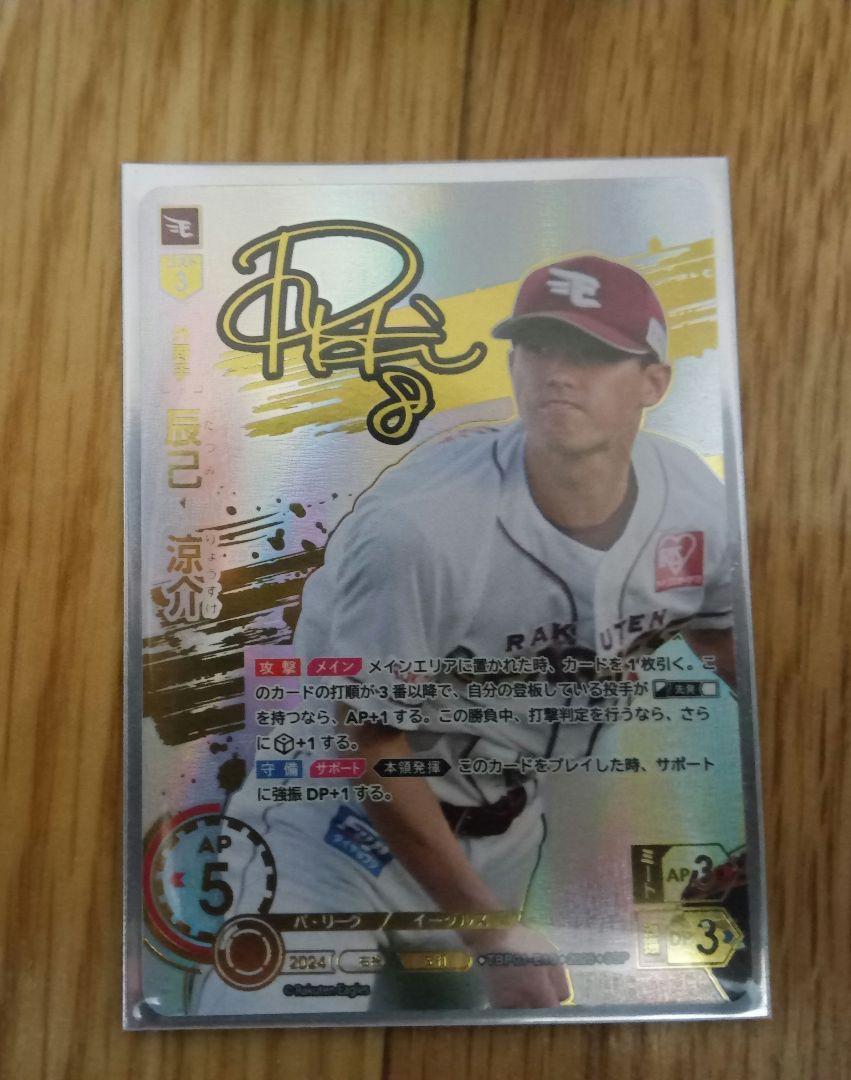 3
外野手
辰己 涼介
たつみ りょうすけ
8
RAKUTEN
攻撃 メイン メインエリアに置かれた時、カードを1枚引く。こ
のカードの打順が3番以降で、自分の登板している投手が 先発
を持つなら、AP+1する。この勝負中、打撃判定を行うなら、さら
に+1する。
守備 サポート 本領発揮 このカードをプレイした時、サポート
に強振DP+1する。
AP
5
ミート AP 3
強振 DP 3
パ・リーグ / イーグルス
2024
©Rakuten Eagles